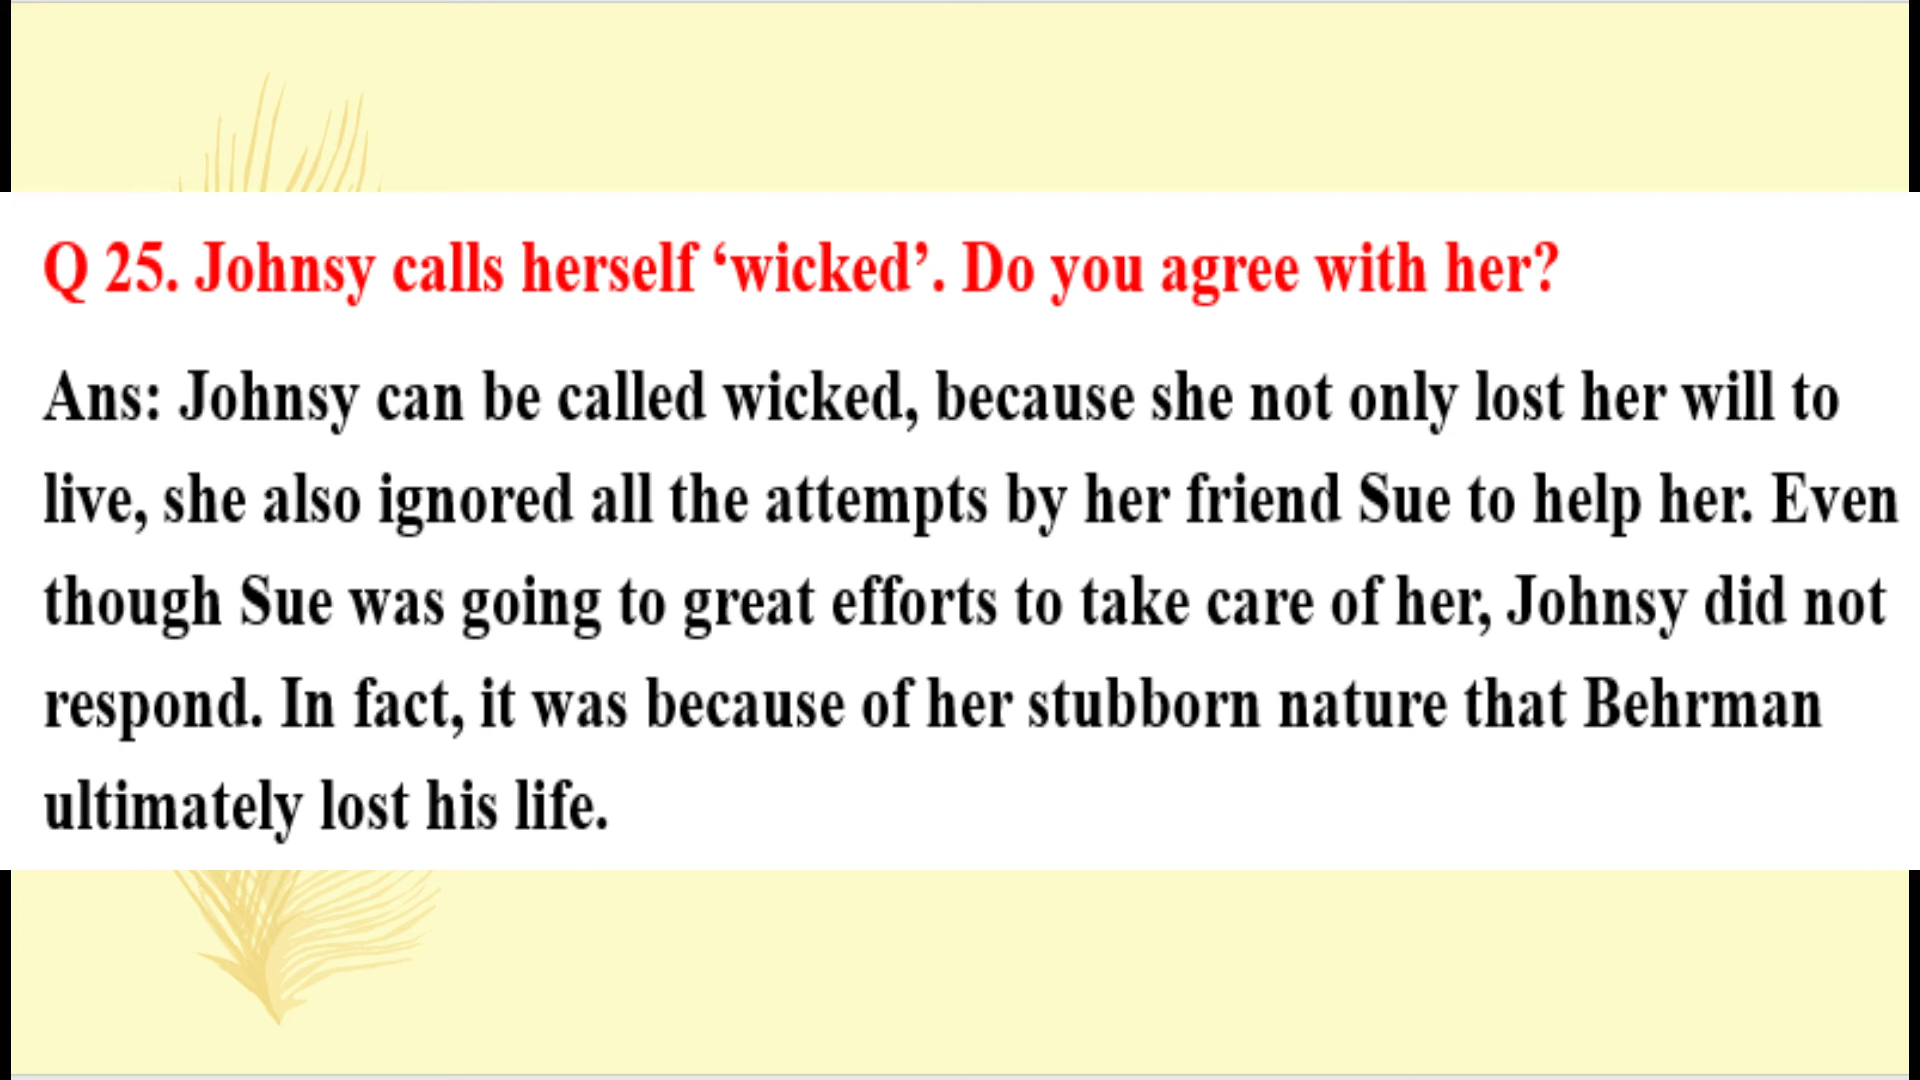 Q 25. Johnsy calls herself ‘wicked’. Do you agree with her?
Ans: Johnsy can be called wicked, because she not only lost her will to
live, she also ignored all the attempts by her friend Sue to help her. Even
though Sue was going to great efforts to take care of her, Johnsy did not
respond. In fact, it was because of her stubborn nature that Behrman
ultimately lost his life.